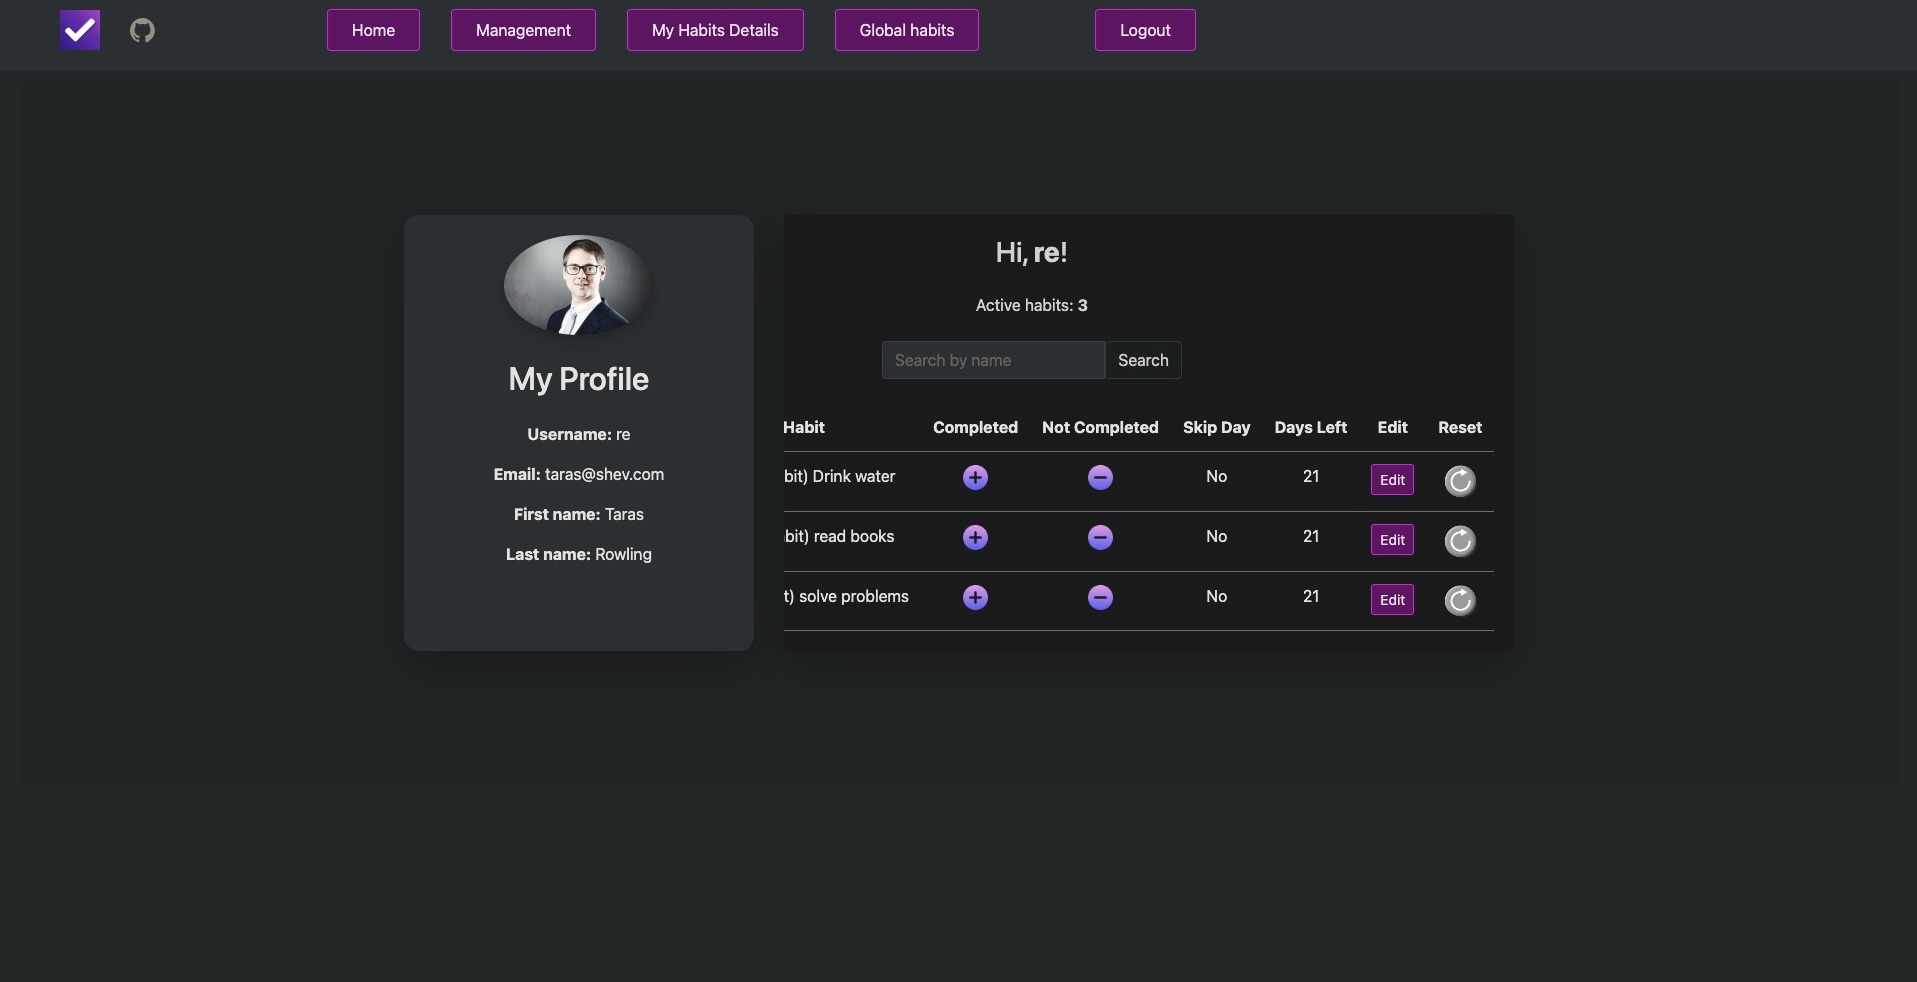 Home Management My Habits Details Global habits Logout
My Profile
Username: re
Email: taras@shev.com
First name: Taras
Last name: Rowling
Hi, re!
Active habits: 3
Search by name Search
Habit Completed Not Completed Skip Day Days Left Edit Reset
bit) Drink water No 21 Edit
bit) read books No 21 Edit
t) solve problems No 21 Edit